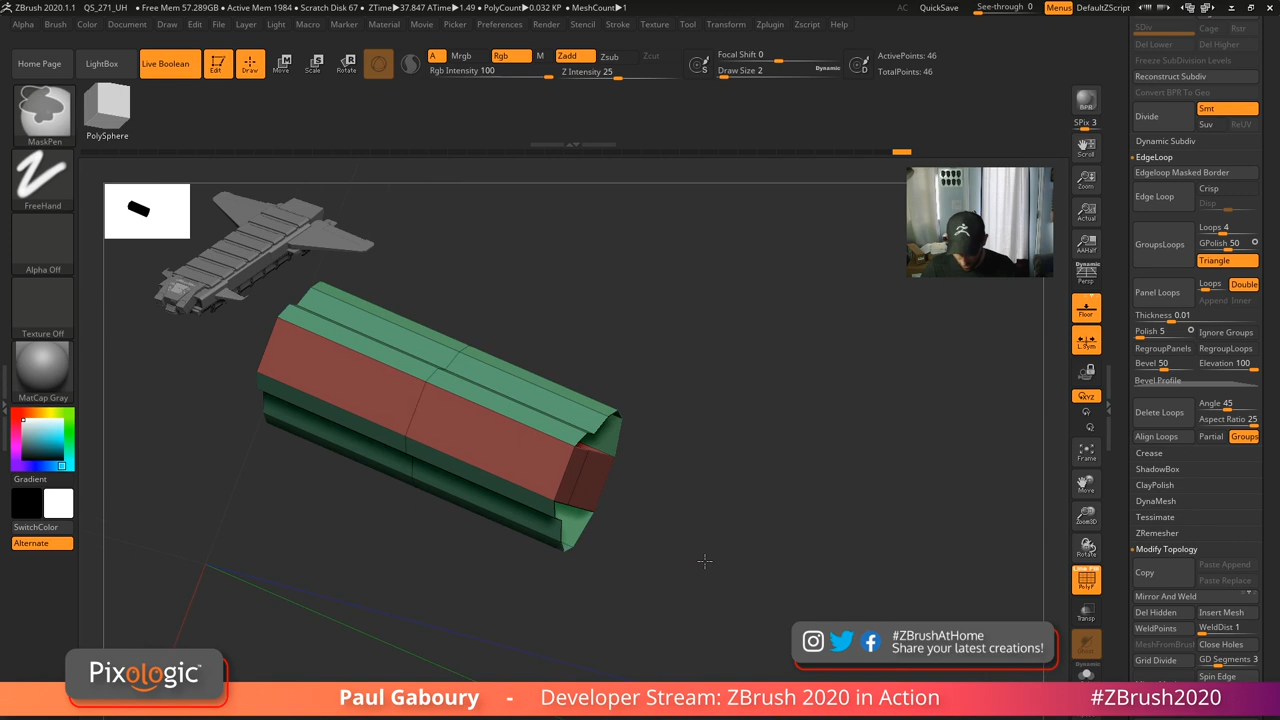 ZBrush 2020.1.1 QS_271_UH • Free Mem 57.289GB • Active Mem 1984 • Scratch Disk 67 • ZTime▶37.847 ATime▶1.49 • PolyCount▶0.032 KP • MeshCount▶1 AC QuickSave See-through 0 Menus DefaultZScript
Alpha Brush Color Document Draw Edit File Layer Light Macro Marker Material Movie Picker Preferences Render Stencil Stroke Texture Tool Transform Zplugin Zscript Help
Home Page LightBox Live Boolean Edit Draw Move Scale Rotate
A Mrgb Rgb M Zadd Zsub Zcut
Rgb Intensity 100 Z Intensity 25
Focal Shift 0
Draw Size 2 Dynamic
ActivePoints: 46
TotalPoints: 46
MaskPen
PolySphere
FreeHand
Alpha Off
Texture Off
MatCap Gray
Gradient
SwitchColor
Alternate
BPR
SPix 3
Scroll
Zoom
Actual
AAHalf
Dynamic
Persp
Floor
L.Sym
XYZ
Frame
Move
Zoom3D
Rotate
Line Fill
PolyF
Transp
Dynamic
SDiv Cage Rstr
Del Lower Del Higher
Freeze SubDivision Levels
Reconstruct Subdiv
Convert BPR To Geo
Divide Smt
Suv ReUV
Dynamic Subdiv
EdgeLoop
Edgeloop Masked Border
Edge Loop Crisp
Disp
GroupsLoops Loops 4
GPolish 50
Triangle
Panel Loops Loops Double
Append Inner
Thickness 0.01
Polish 5 Ignore Groups
RegroupPanels RegroupLoops
Bevel 50 Elevation 100
Bevel Profile
Delete Loops Angle 45
Aspect Ratio 25
Align Loops Partial Groups
Crease
ShadowBox
ClayPolish
DynaMesh
Tessimate
ZRemesher
Modify Topology
Copy Paste Append
Paste Replace
Mirror And Weld
Del Hidden Insert Mesh
WeldPoints WeldDist 1
MeshFromBrush Close Holes
Grid Divide GD Segments 3
Spin Edge
#ZBrushAtHome
Share your latest creations!
Pixologic™
Paul Gaboury - Developer Stream: ZBrush 2020 in Action #ZBrush2020